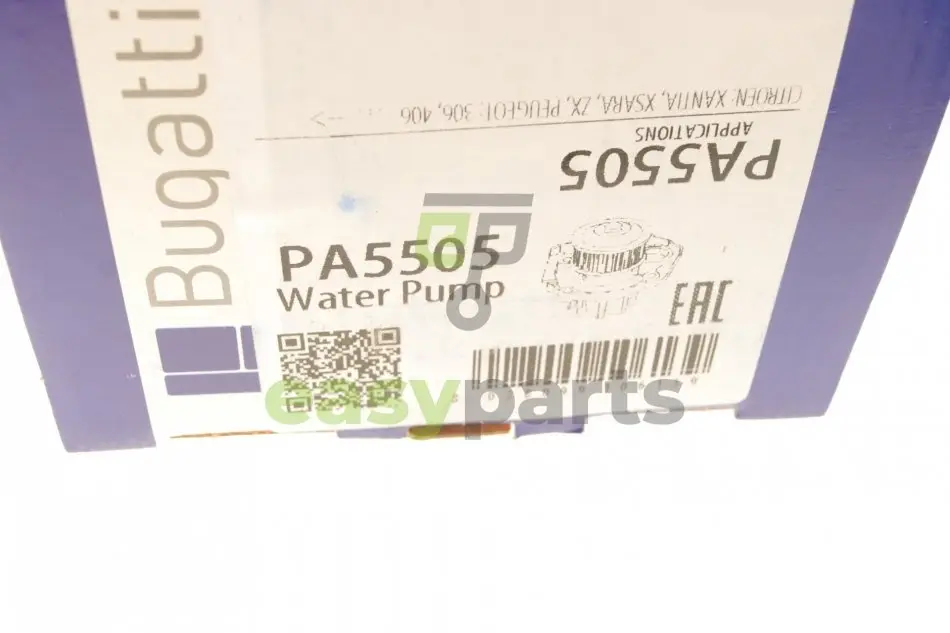 Bugatti
CITROEN: XANTIA, XSARA, ZX, PEUGEOT: 306, 406 ... -->
APPLICATIONS
PA5505
PA5505
Water Pump
EAC
easyparts